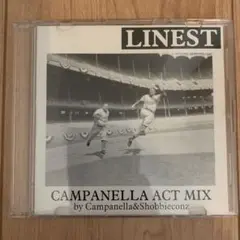 LINEST
CAMPANELLA ACT MIX
by Campanella&Shobbieconz